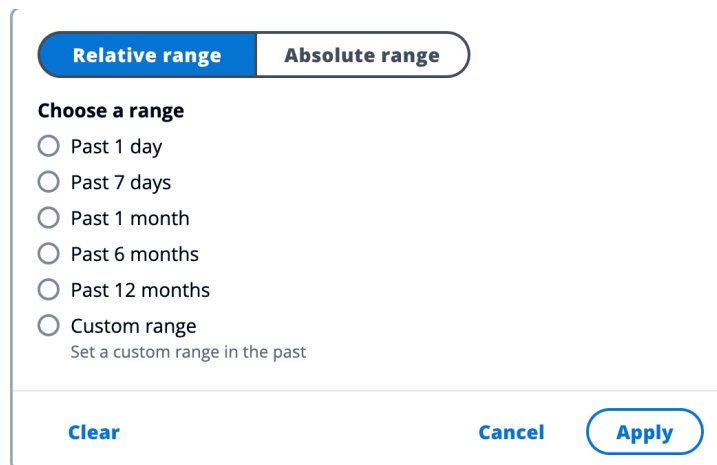 Relative range Absolute range
Choose a range
Past 1 day
Past 7 days
Past 1 month
Past 6 months
Past 12 months
Custom range
Set a custom range in the past
Clear Cancel Apply